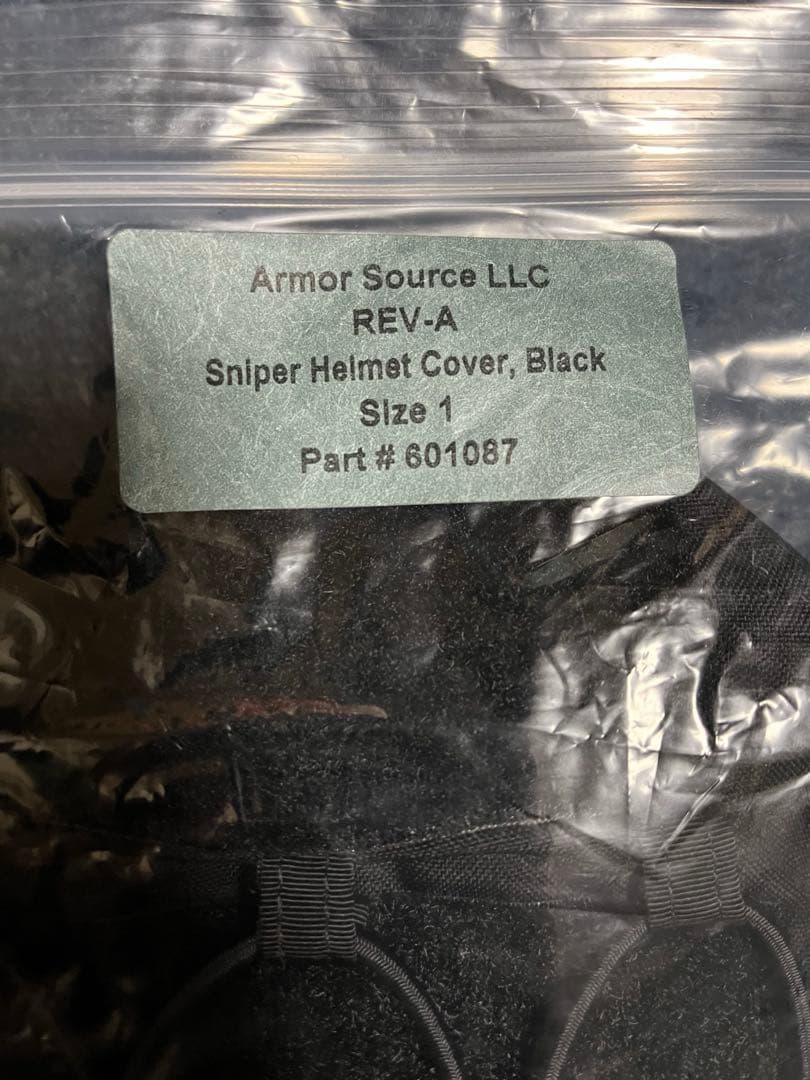 Armor Source LLC
REV-A
Sniper Helmet Cover, Black
Size 1
Part # 601087